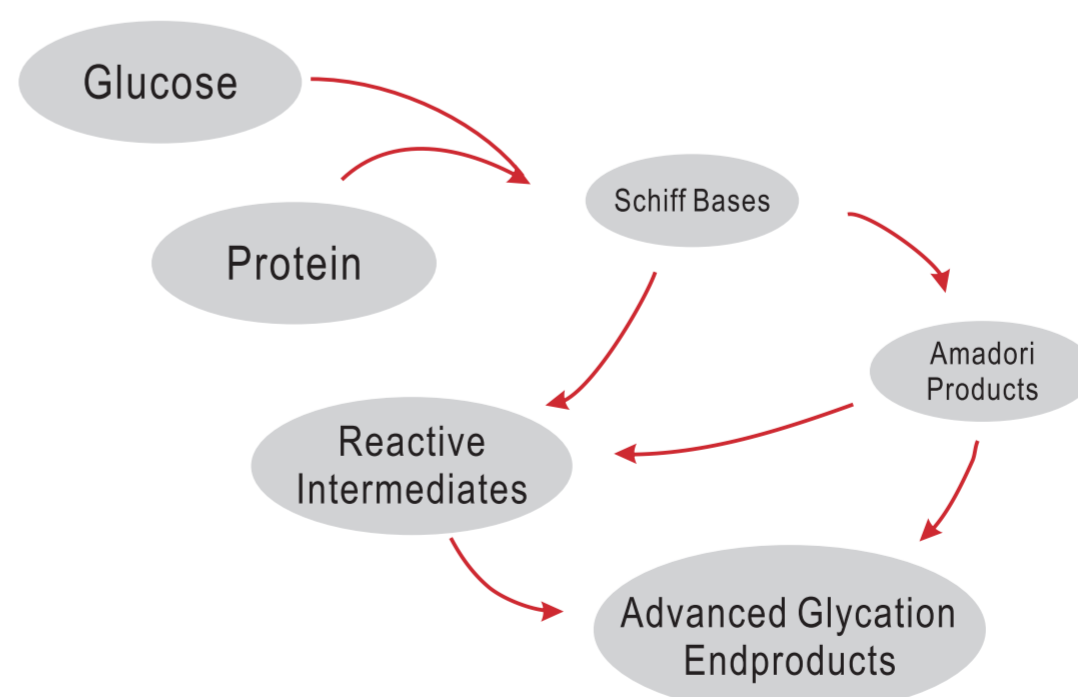 Glucose
Protein
Schiff Bases
Amadori
Products
Reactive
Intermediates
Advanced Glycation
Endproducts